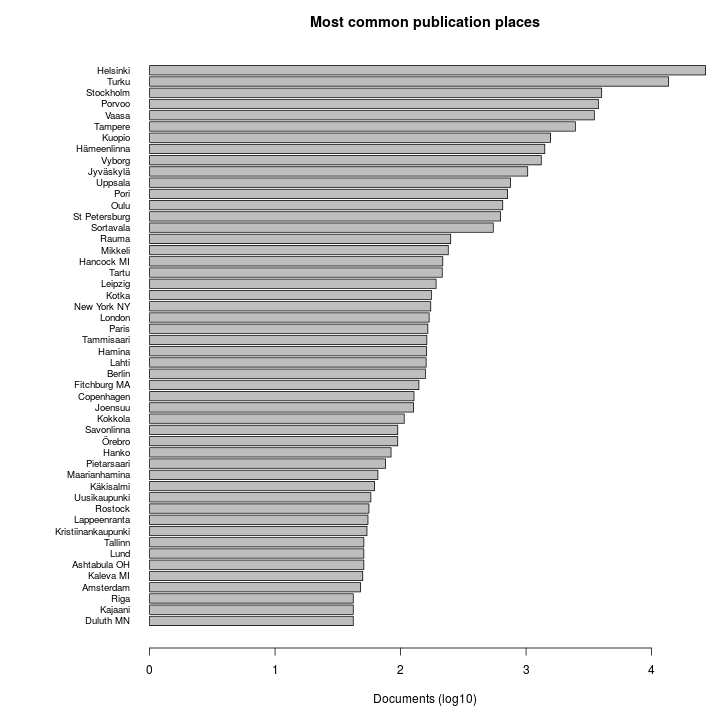 Most common publication places
Helsinki
Turku
Stockholm
Porvoo
Vaasa
Tampere
Kuopio
Hämeenlinna
Vyborg
Jyväskylä
Uppsala
Pori
Oulu
St Petersburg
Sortavala
Rauma
Mikkeli
Hancock MI
Tartu
Leipzig
Kotka
New York NY
London
Paris
Tammisaari
Hamina
Lahti
Berlin
Fitchburg MA
Copenhagen
Joensuu
Kokkola
Savonlinna
Örebro
Hanko
Pietarsaari
Maarianhamina
Käkisalmi
Uusikaupunki
Rostock
Lappeenranta
Kristiinankaupunki
Tallinn
Lund
Ashtabula OH
Kaleva MI
Amsterdam
Riga
Kajaani
Duluth MN
0 1 2 3 4
Documents (log10)